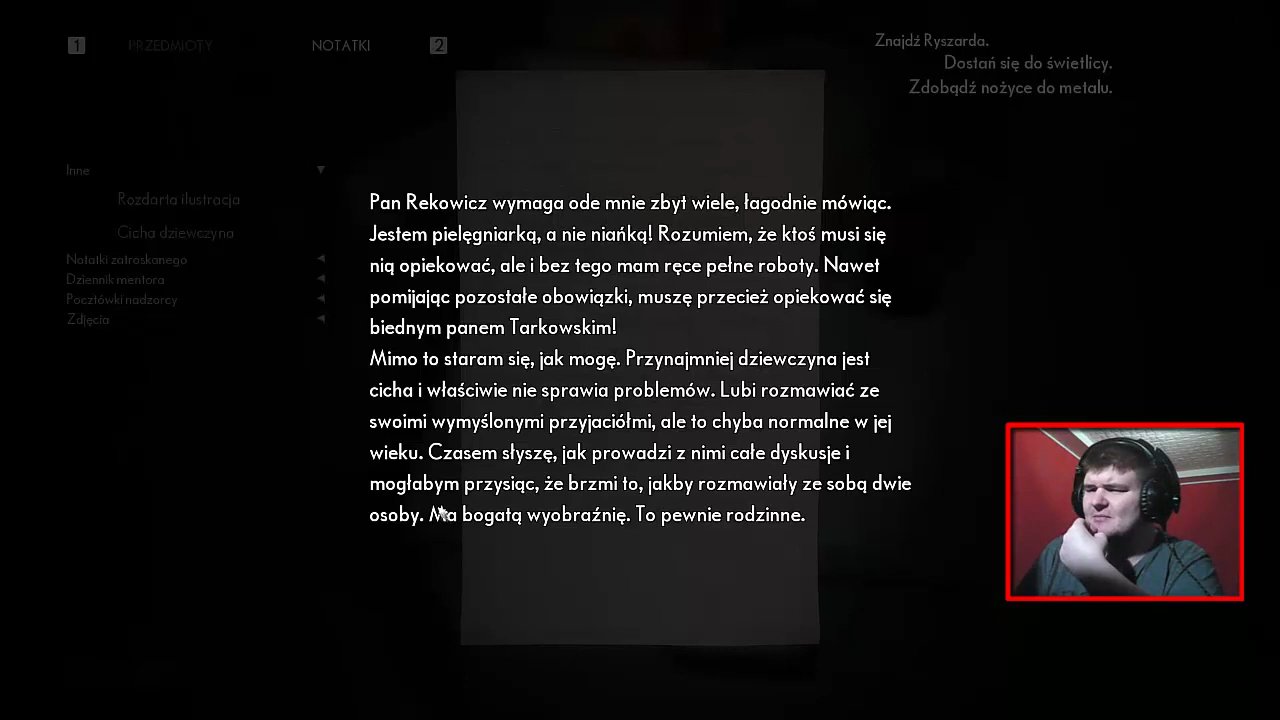 1 PRZEDMIOTY NOTATKI 2
Znajdź Ryszarda.
Dostań się do świetlicy.
Zdobądź nożyce do metalu.
Inne
Rozdarta ilustracja
Cicha dziewczyna
Notatki zatroskanego
Dziennik mentora
Pocztówki nadzorcy
Zdjęcia
Pan Rekowicz wymaga ode mnie zbyt wiele, łagodnie mówiąc.
Jestem pielęgniarką, a nie niańką! Rozumiem, że ktoś musi się
nią opiekować, ale i bez tego mam ręce pełne roboty. Nawet
pomijając pozostałe obowiązki, muszę przecież opiekować się
biednym panem Tarkowskim!
Mimo to staram się, jak mogę. Przynajmniej dziewczyna jest
cicha i właściwie nie sprawia problemów. Lubi rozmawiać ze
swoimi wymyślonymi przyjaciółmi, ale to chyba normalne w jej
wieku. Czasem słyszę, jak prowadzi z nimi całe dyskusje i
mogłabym przysiąc, że brzmi to, jakby rozmawiały ze sobą dwie
osoby. Ma bogatą wyobraźnię. To pewnie rodzinne.